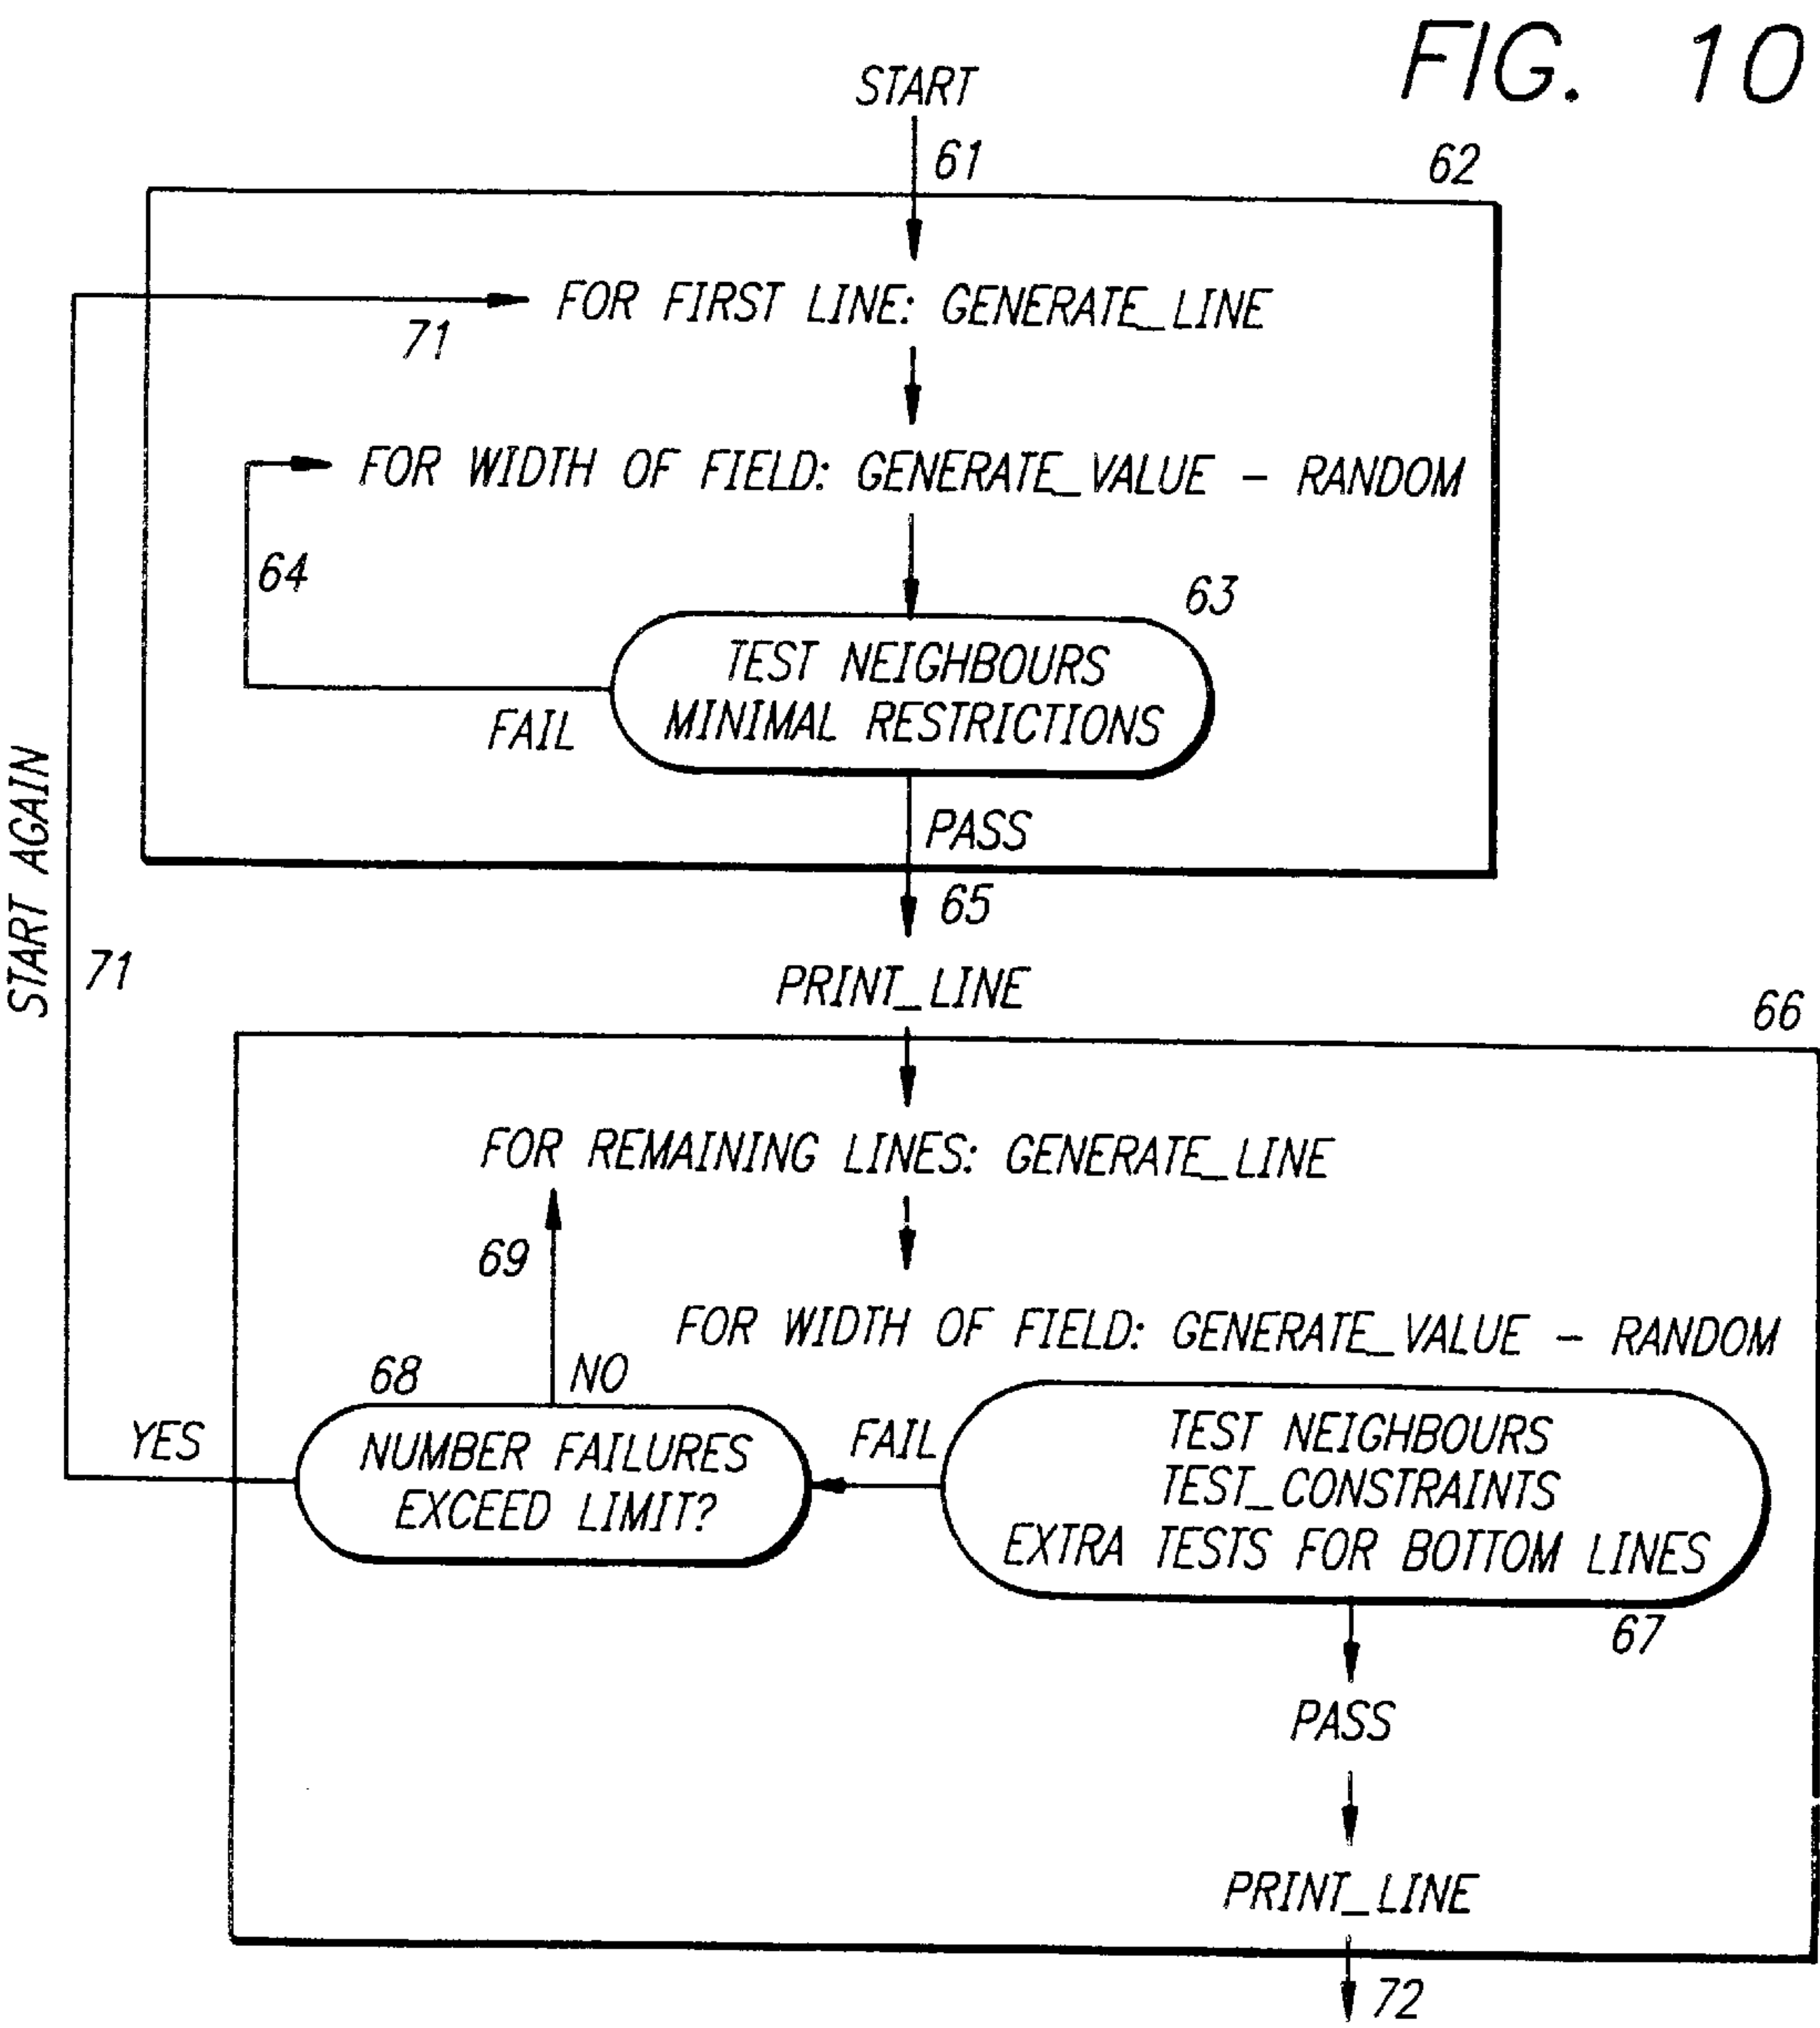 FIG. 10
START
61
62
FOR FIRST LINE: GENERATE_LINE
71
FOR WIDTH OF FIELD: GENERATE_VALUE - RANDOM
64
63
TEST NEIGHBOURS
MINIMAL RESTRICTIONS
FAIL
PASS
65
START AGAIN
71
PRINT_LINE
66
FOR REMAINING LINES: GENERATE_LINE
69
FOR WIDTH OF FIELD: GENERATE_VALUE - RANDOM
68
NO
YES
NUMBER FAILURES
EXCEED LIMIT?
FAIL
TEST NEIGHBOURS
TEST_CONSTRAINTS
EXTRA TESTS FOR BOTTOM LINES
67
PASS
PRINT_LINE
72